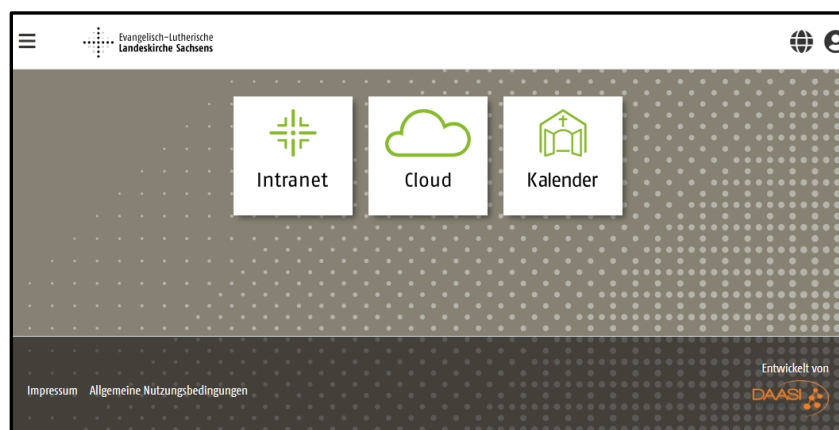 Evangelisch-Lutherische
Landeskirche Sachsens
Intranet
Cloud
Kalender
Entwickelt von
Impressum Allgemeine Nutzungsbedingungen
DAASI